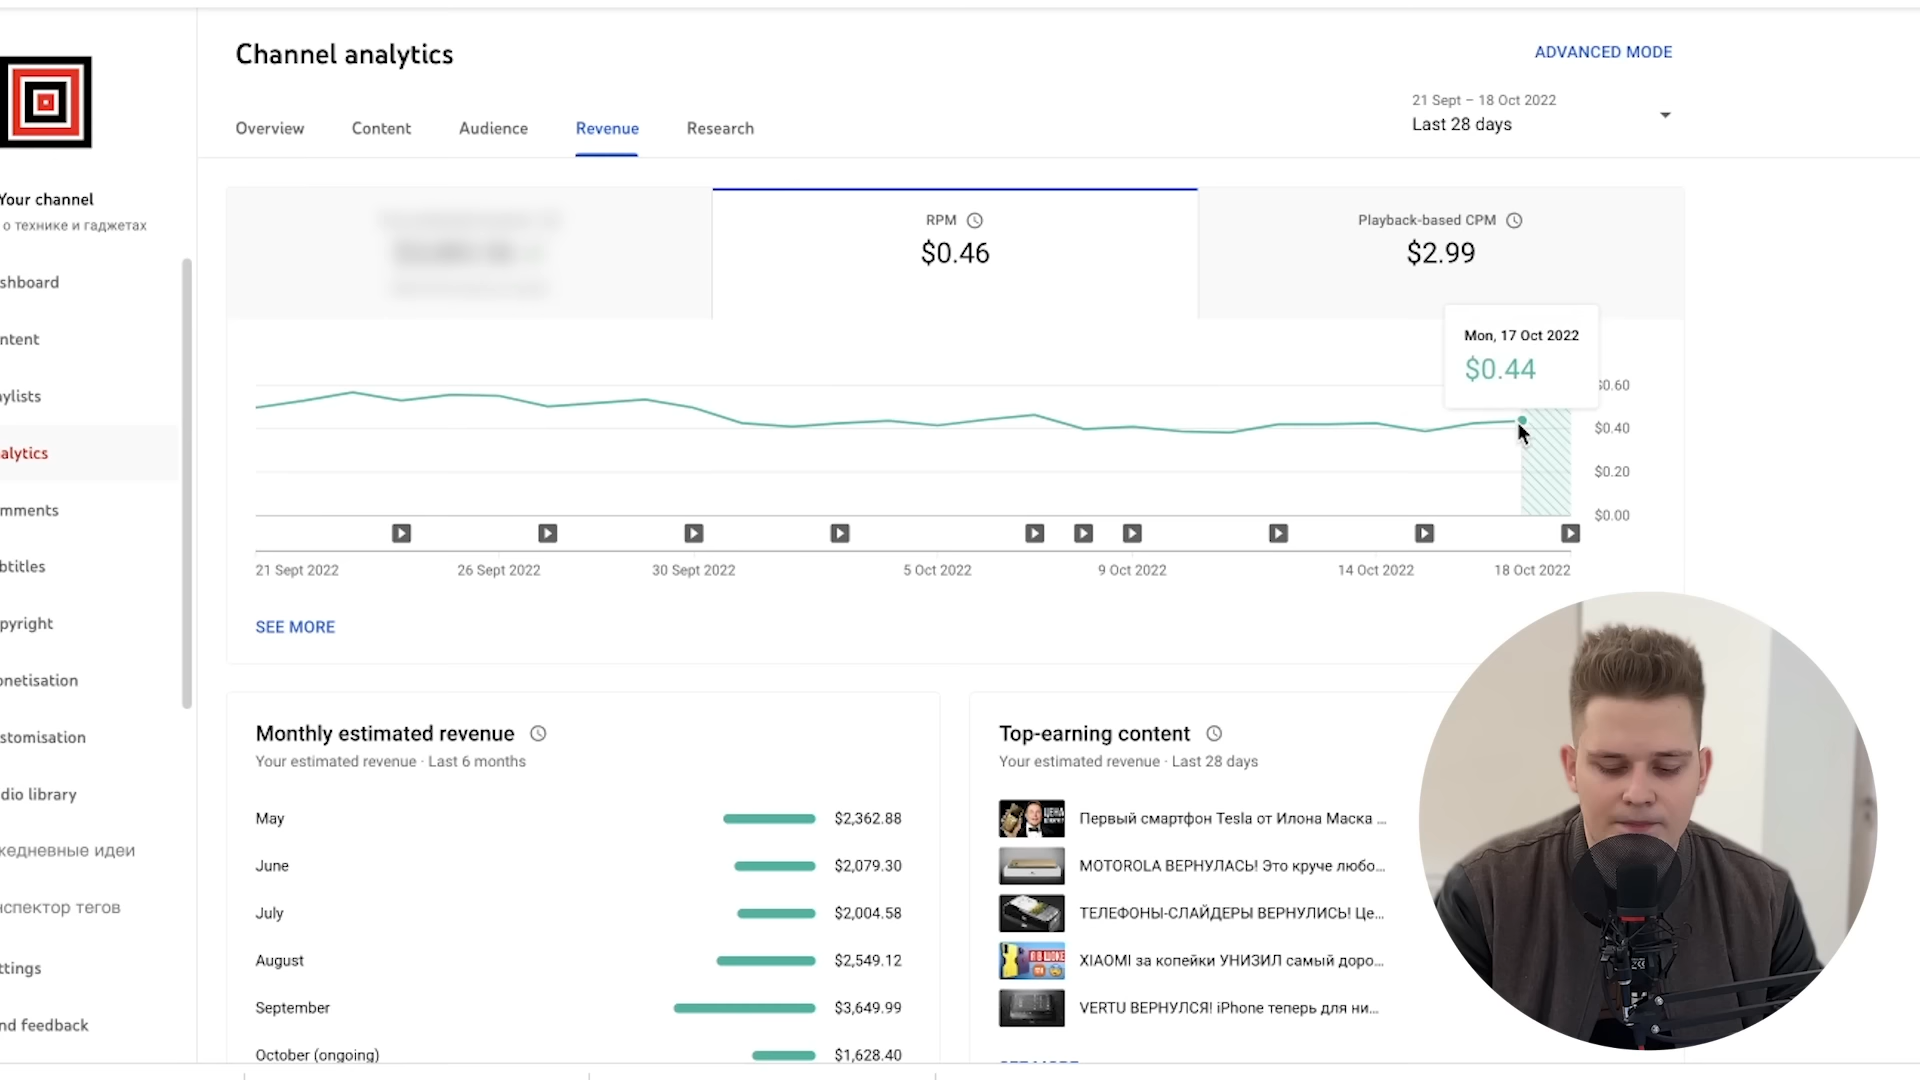 Channel analytics
ADVANCED MODE
21 Sept – 18 Oct 2022
Last 28 days
Overview
Content
Audience
Revenue
Research
Your channel
о технике и гаджетах
shboard
ntent
ylists
alytics
mments
btitles
pyright
onetisation
stomisation
dio library
кедневные идеи
нспектор тегов
ttings
nd feedback
RPM
$0.46
Playback-based CPM
$2.99
Mon, 17 Oct 2022
$0.44
$0.60
$0.40
$0.20
$0.00
21 Sept 2022
26 Sept 2022
30 Sept 2022
5 Oct 2022
9 Oct 2022
14 Oct 2022
18 Oct 2022
SEE MORE
Monthly estimated revenue
Your estimated revenue · Last 6 months
May $2,362.88
June $2,079.30
July $2,004.58
August $2,549.12
September $3,649.99
October (ongoing) $1,628.40
Top-earning content
Your estimated revenue · Last 28 days
Первый смартфон Tesla от Илона Маска ...
MOTOROLA ВЕРНУЛАСЬ! Это круче любо...
ТЕЛЕФОНЫ-СЛАЙДЕРЫ ВЕРНУЛИСЬ! Це...
XIAOMI за копейки УНИЗИЛ самый доро...
VERTU ВЕРНУЛСЯ! iPhone теперь для ни...